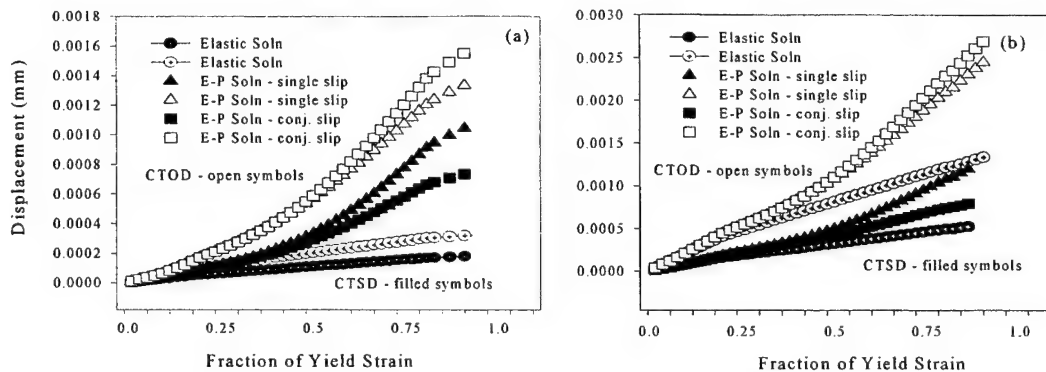 (a)
0.0018
0.0016
0.0014
0.0012
0.0010
0.0008
0.0006
0.0004
0.0002
0.0000
Displacement (mm)
Elastic Soln
Elastic Soln
E-P Soln - single slip
E-P Soln - single slip
E-P Soln - conj. slip
E-P Soln - conj. slip
CTOD - open symbols
CTSD - filled symbols
0.0
0.25
0.5
0.75
1.0
Fraction of Yield Strain
(b)
0.0030
0.0025
0.0020
0.0015
0.0010
0.0005
0.0000
Elastic Soln
Elastic Soln
E-P Soln - single slip
E-P Soln - single slip
E-P Soln - conj. slip
E-P Soln - conj. slip
CTOD - open symbols
CTSD - filled symbols
0.0
0.25
0.5
0.75
1.0
Fraction of Yield Strain